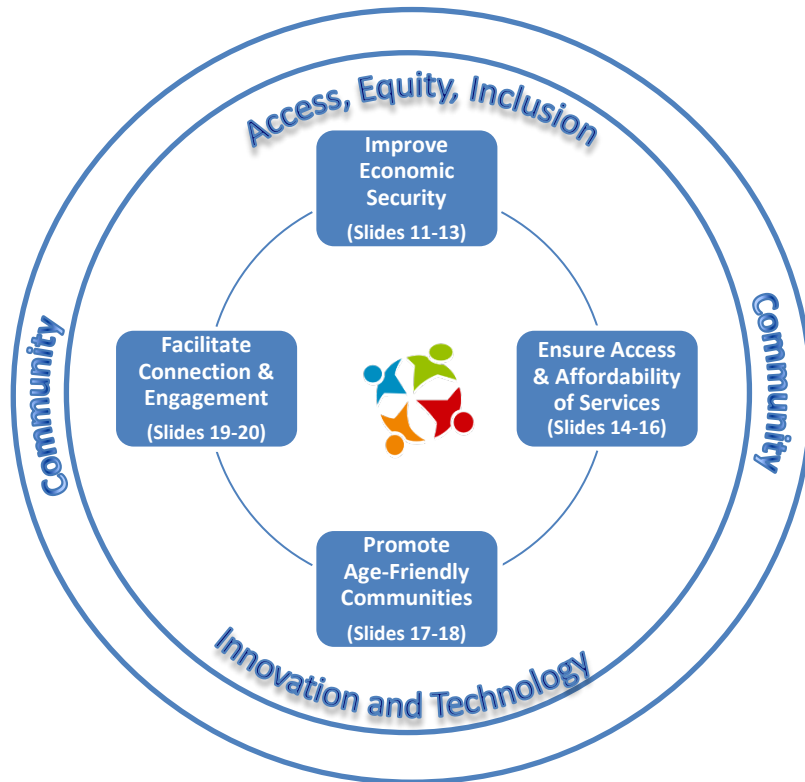 Access, Equity, Inclusion
Improve
Economic
Security
(Slides 11-13)
Community
Facilitate
Connection &
Engagement
(Slides 19-20)
Ensure Access
& Affordability
of Services
(Slides 14-16)
Community
Promote
Age-Friendly
Communities
(Slides 17-18)
Innovation and Technology